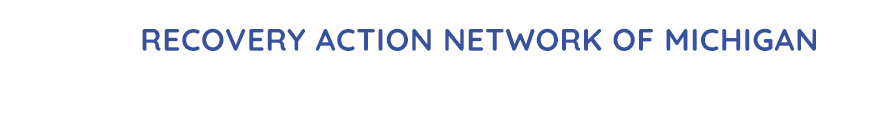 RECOVERY ACTION NETWORK OF MICHIGAN